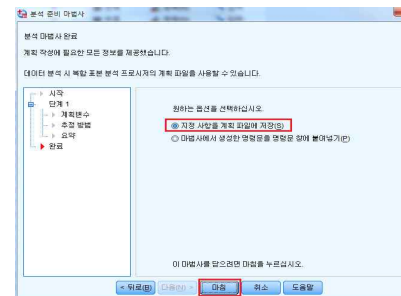 분석 준비 마법사
분석 마법사 완료
계획 작성에 필요한 모든 정보를 제공했습니다.
데이터 분석 시 복합 표본 분석 프로시저의 계획 파일을 사용할 수 있습니다.
시작
단계 1
계획변수
추정 방법
요약
완료
원하는 옵션을 선택하십시오.
지정 사항을 계획 파일에 저장(S)
마법사에서 생성한 명령문을 명령문 창에 붙여넣기(P)
이 마법사를 닫으려면 마침을 누르십시오.
< 뒤로(B) 다음(N) > 마침 취소 도움말